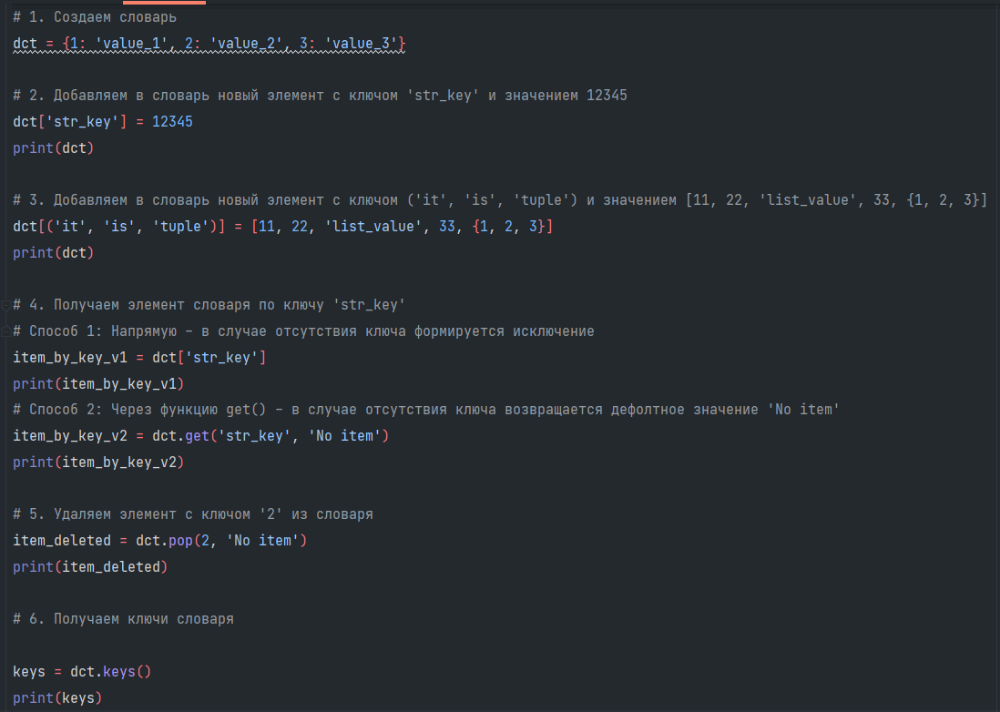 # 1. Создаем словарь
dct = {1: 'value_1', 2: 'value_2', 3: 'value_3'}
# 2. Добавляем в словарь новый элемент с ключом 'str_key' и значением 12345
dct['str_key'] = 12345
print(dct)
# 3. Добавляем в словарь новый элемент с ключом ('it', 'is', 'tuple') и значением [11, 22, 'list_value', 33, {1, 2, 3}]
dct[('it', 'is', 'tuple')] = [11, 22, 'list_value', 33, {1, 2, 3}]
print(dct)
# 4. Получаем элемент словаря по ключу 'str_key'
# Способ 1: Напрямую – в случае отсутствия ключа формируется исключение
item_by_key_v1 = dct['str_key']
print(item_by_key_v1)
# Способ 2: Через функцию get() – в случае отсутствия ключа возвращается дефолтное значение 'No item'
item_by_key_v2 = dct.get('str_key', 'No item')
print(item_by_key_v2)
# 5. Удаляем элемент с ключом '2' из словаря
item_deleted = dct.pop(2, 'No item')
print(item_deleted)
# 6. Получаем ключи словаря
keys = dct.keys()
print(keys)